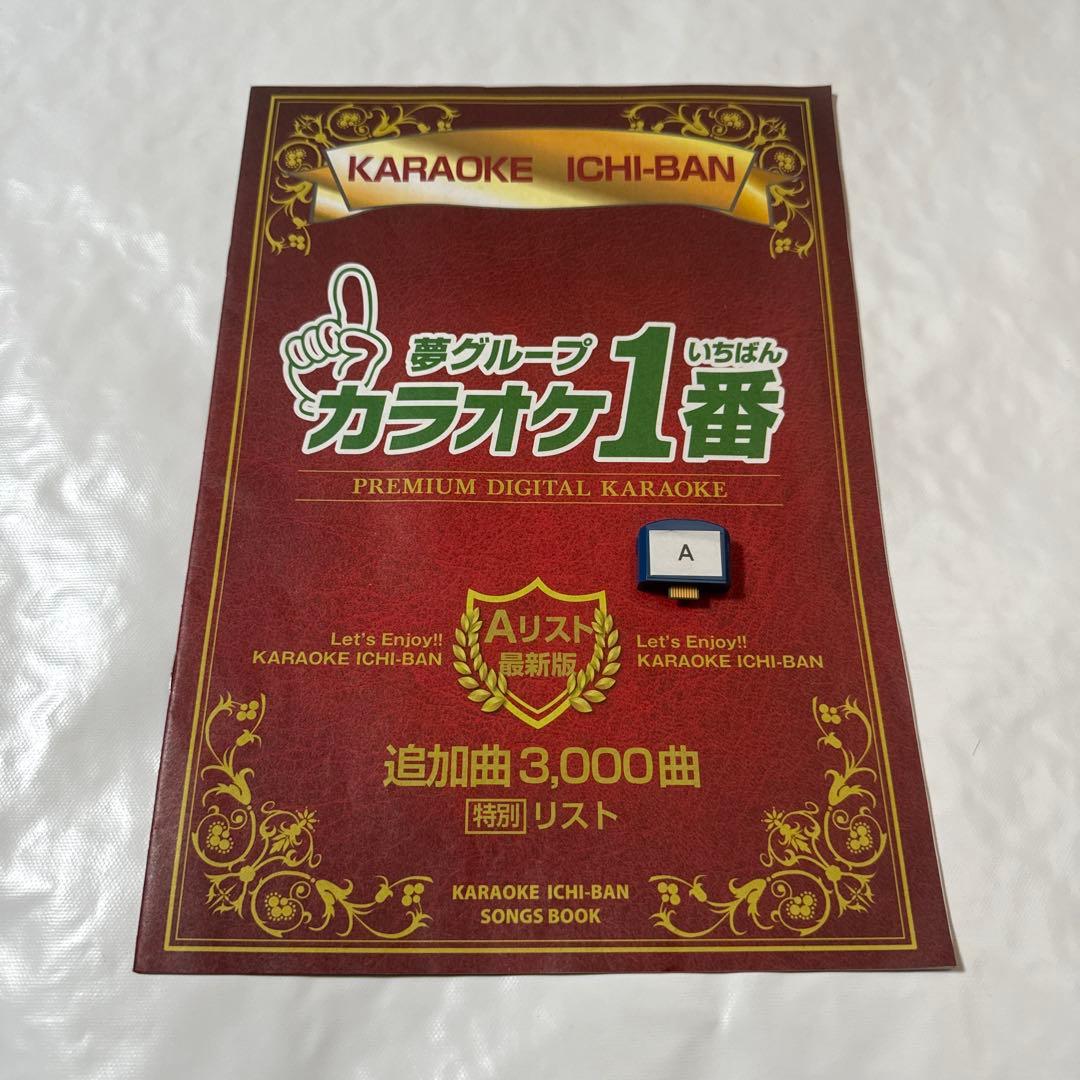 KARAOKE ICHI-BAN
夢グループ
いちばん
カラオケ1番
PREMIUM DIGITAL KARAOKE
A
Let's Enjoy!!
KARAOKE ICHI-BAN
Aリスト
最新版
Let's Enjoy!!
KARAOKE ICHI-BAN
追加曲3,000曲
特別 リスト
KARAOKE ICHI-BAN
SONGS BOOK